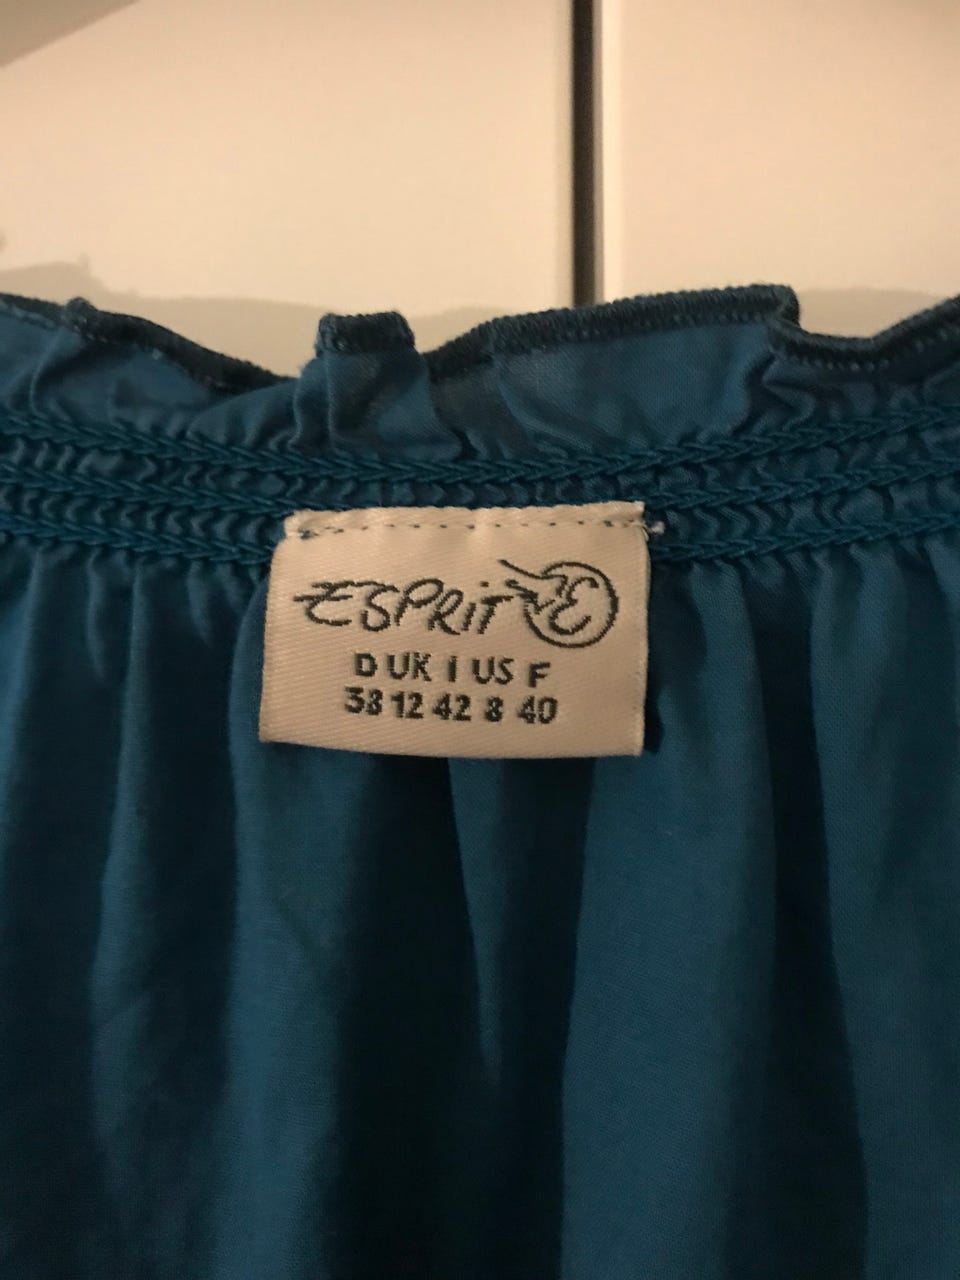 ESPRIT E
D UK I US F
38 12 42 8 40